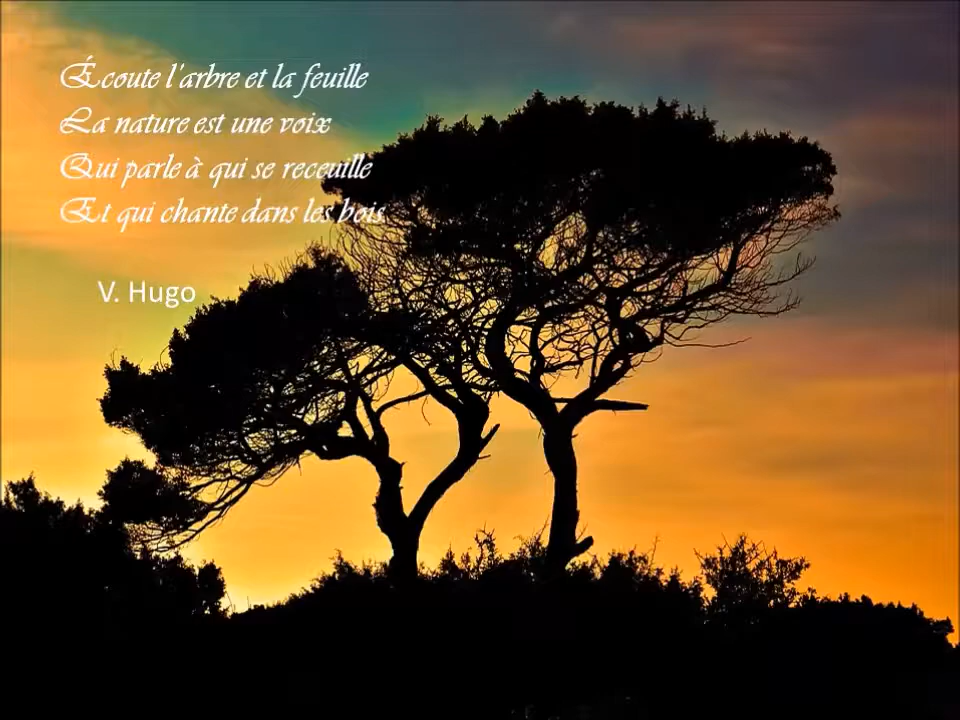 Écoute l'arbre et la feuille
La nature est une voix
Qui parle à qui se receuille
Et qui chante dans les bois
V. Hugo